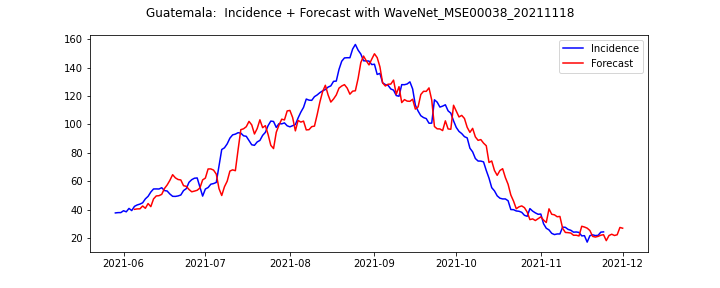 Guatemala:  Incidence + Forecast with WaveNet_MSE00038_20211118
160
140
120
100
80
60
40
20
Incidence
Forecast
2021-06 2021-07 2021-08 2021-09 2021-10 2021-11 2021-12